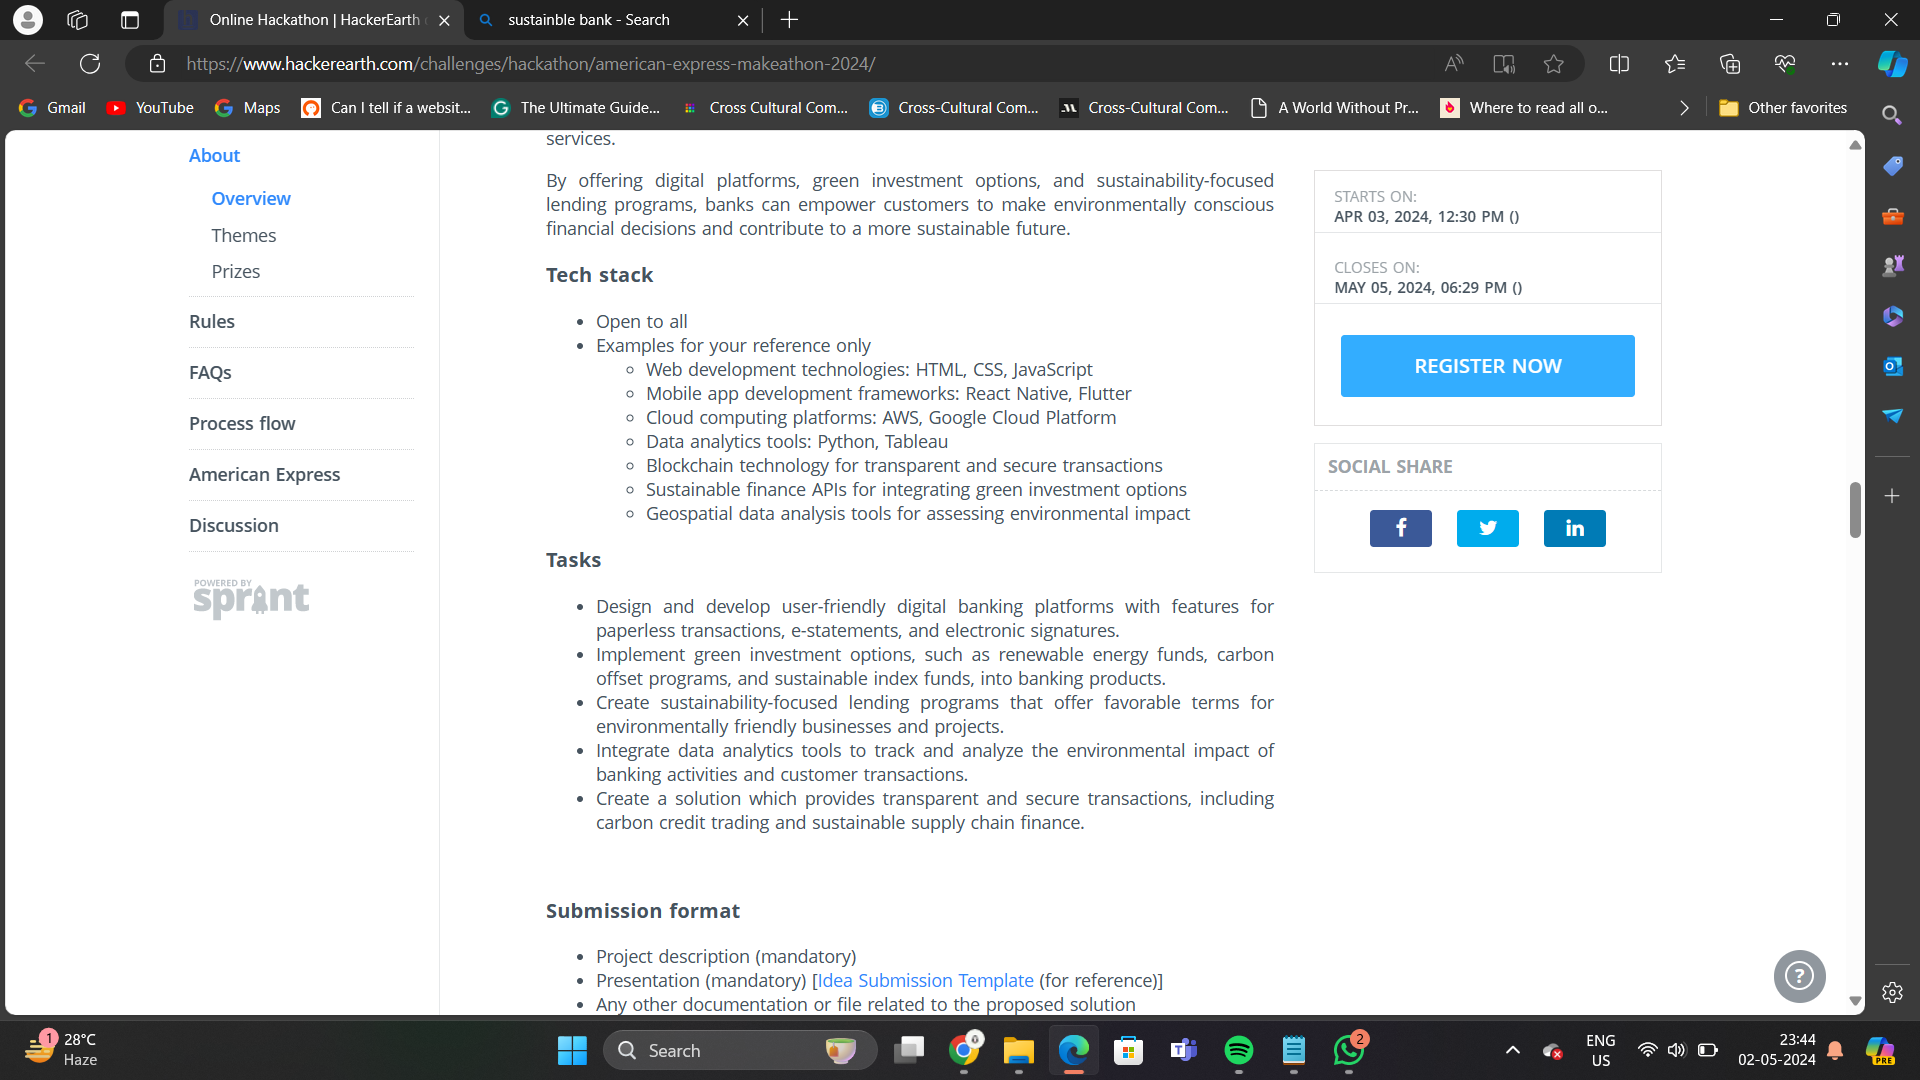 Online Hackathon | HackerEarth
sustainble bank - Search
https://www.hackerearth.com/challenges/hackathon/american-express-makeathon-2024/
Gmail
YouTube
Maps
Can I tell if a websit...
The Ultimate Guide...
Cross Cultural Com...
Cross-Cultural Com...
Cross-Cultural Com...
A World Without Pr...
Where to read all o...
Other favorites
About
Overview
Themes
Prizes
Rules
FAQs
Process flow
American Express
Discussion
POWERED BY
sprint
services.
By offering digital platforms, green investment options, and sustainability-focused
lending programs, banks can empower customers to make environmentally conscious
financial decisions and contribute to a more sustainable future.
Tech stack
• Open to all
• Examples for your reference only
◦ Web development technologies: HTML, CSS, JavaScript
◦ Mobile app development frameworks: React Native, Flutter
◦ Cloud computing platforms: AWS, Google Cloud Platform
◦ Data analytics tools: Python, Tableau
◦ Blockchain technology for transparent and secure transactions
◦ Sustainable finance APIs for integrating green investment options
◦ Geospatial data analysis tools for assessing environmental impact
Tasks
• Design and develop user-friendly digital banking platforms with features for
paperless transactions, e-statements, and electronic signatures.
• Implement green investment options, such as renewable energy funds, carbon
offset programs, and sustainable index funds, into banking products.
• Create sustainability-focused lending programs that offer favorable terms for
environmentally friendly businesses and projects.
• Integrate data analytics tools to track and analyze the environmental impact of
banking activities and customer transactions.
• Create a solution which provides transparent and secure transactions, including
carbon credit trading and sustainable supply chain finance.
Submission format
• Project description (mandatory)
• Presentation (mandatory) [Idea Submission Template (for reference)]
• Any other documentation or file related to the proposed solution
STARTS ON:
APR 03, 2024, 12:30 PM ()
CLOSES ON:
MAY 05, 2024, 06:29 PM ()
REGISTER NOW
SOCIAL SHARE
f
in
?
1
28°C
Haze
Search
2
ENG
US
23:44
02-05-2024
PRE